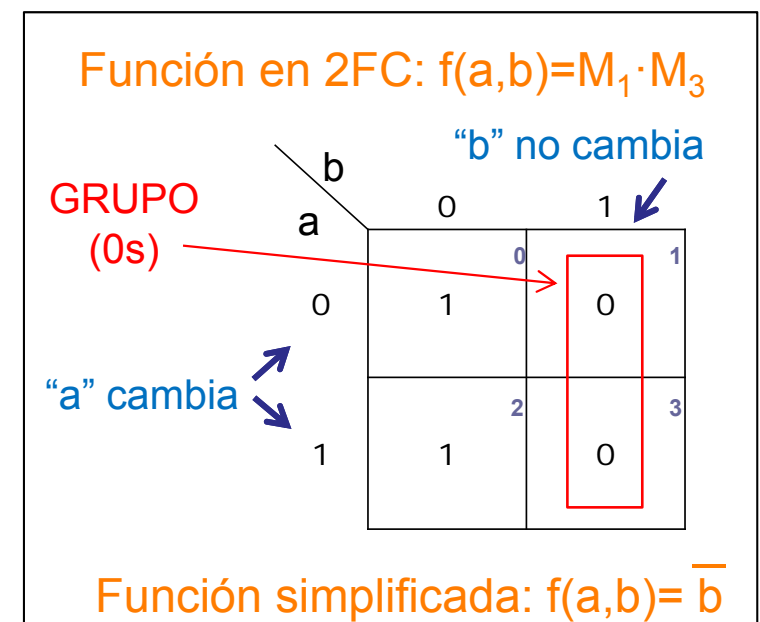 Función en 2FC: f(a,b)=M₁·M₃
“b” no cambia
b
GRUPO
(0s)
a
0 1
0 1
0 1 0
“a” cambia
2 3
1 1 0
Función simplificada: f(a,b)= b̅